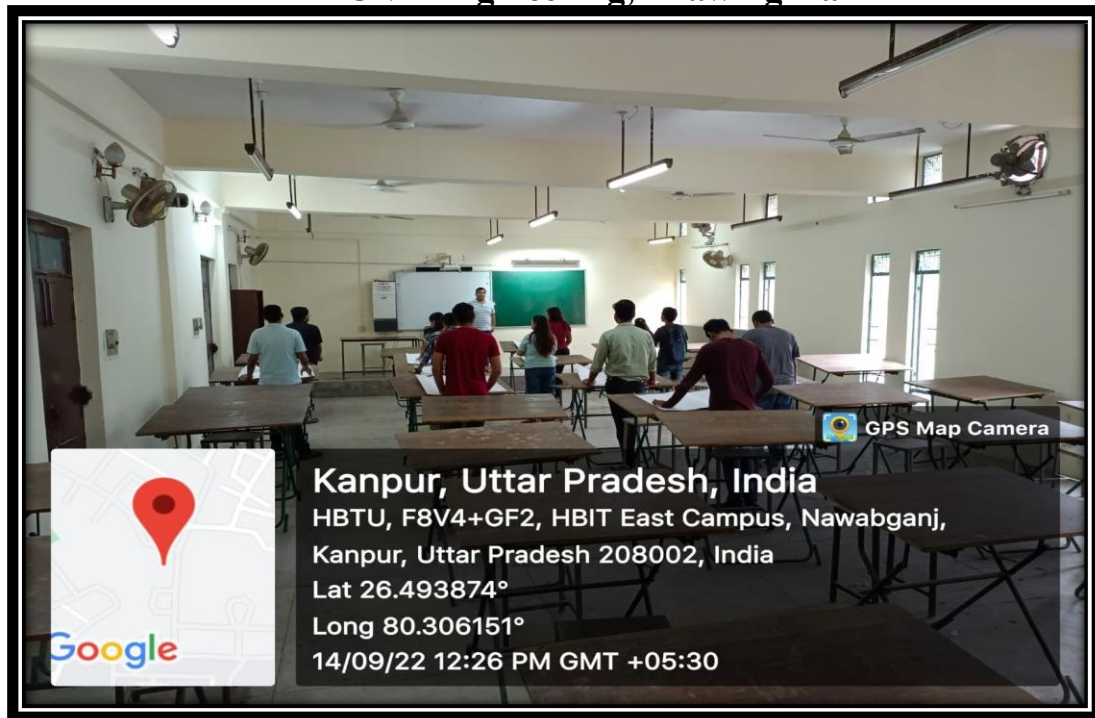 GPS Map Camera
Kanpur, Uttar Pradesh, India
HBTU, F8V4+GF2, HBIT East Campus, Nawabganj,
Kanpur, Uttar Pradesh 208002, India
Lat 26.493874°
Long 80.306151°
14/09/22 12:26 PM GMT +05:30
Google